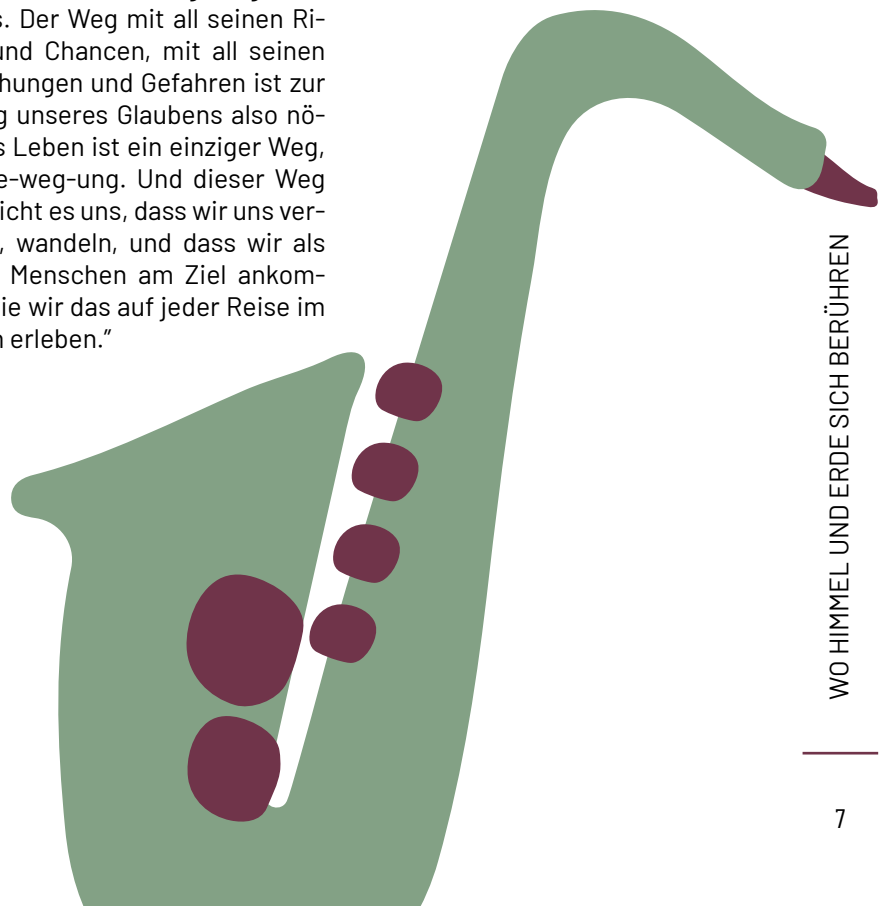 s. Der Weg mit all seinen Ri-
und Chancen, mit all seinen
hungen und Gefahren ist zur
g unseres Glaubens also nö-
s Leben ist ein einziger Weg,
e-weg-ung. Und dieser Weg
icht es uns, dass wir uns ver-
, wandeln, und dass wir als
Menschen am Ziel ankom-
ie wir das auf jeder Reise im
n erleben."
WO HIMMEL UND ERDE SICH BERÜHREN
7